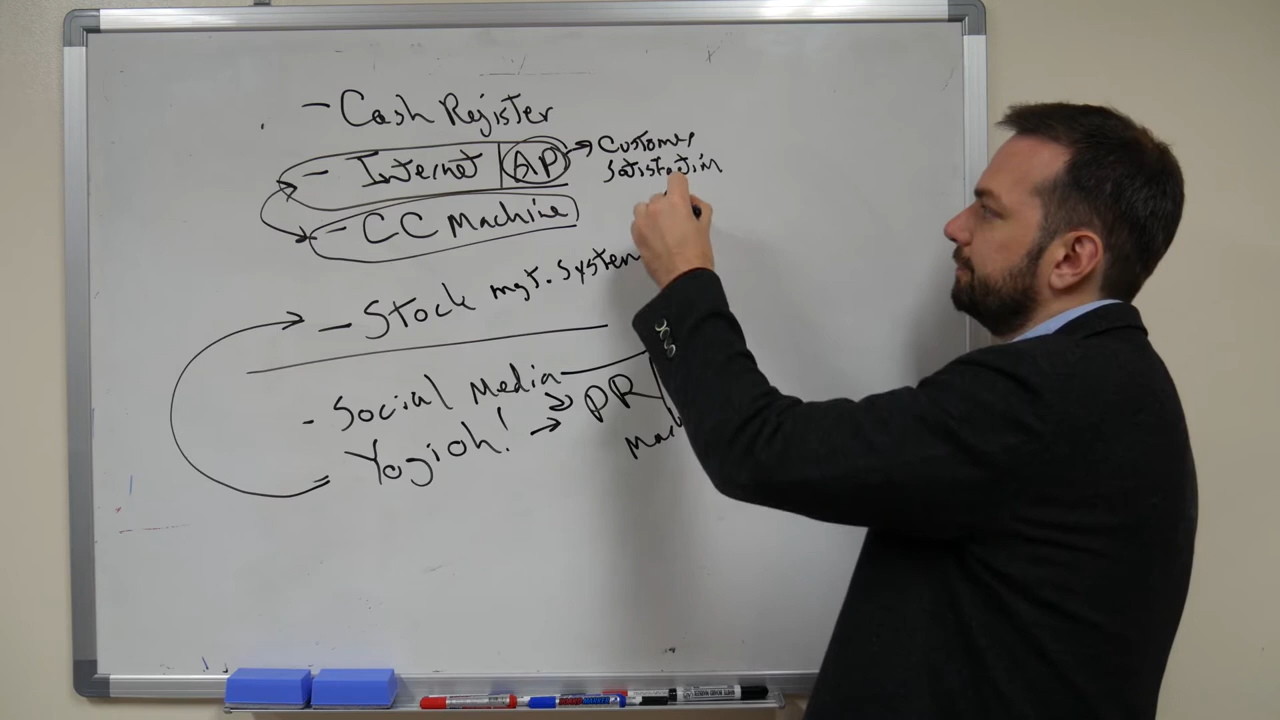 - Cash Register
- Internet | AP → Customer
Satisfaction
- CC Machine
- Stock mgt. System
- Social Media
PR
Yogioh!